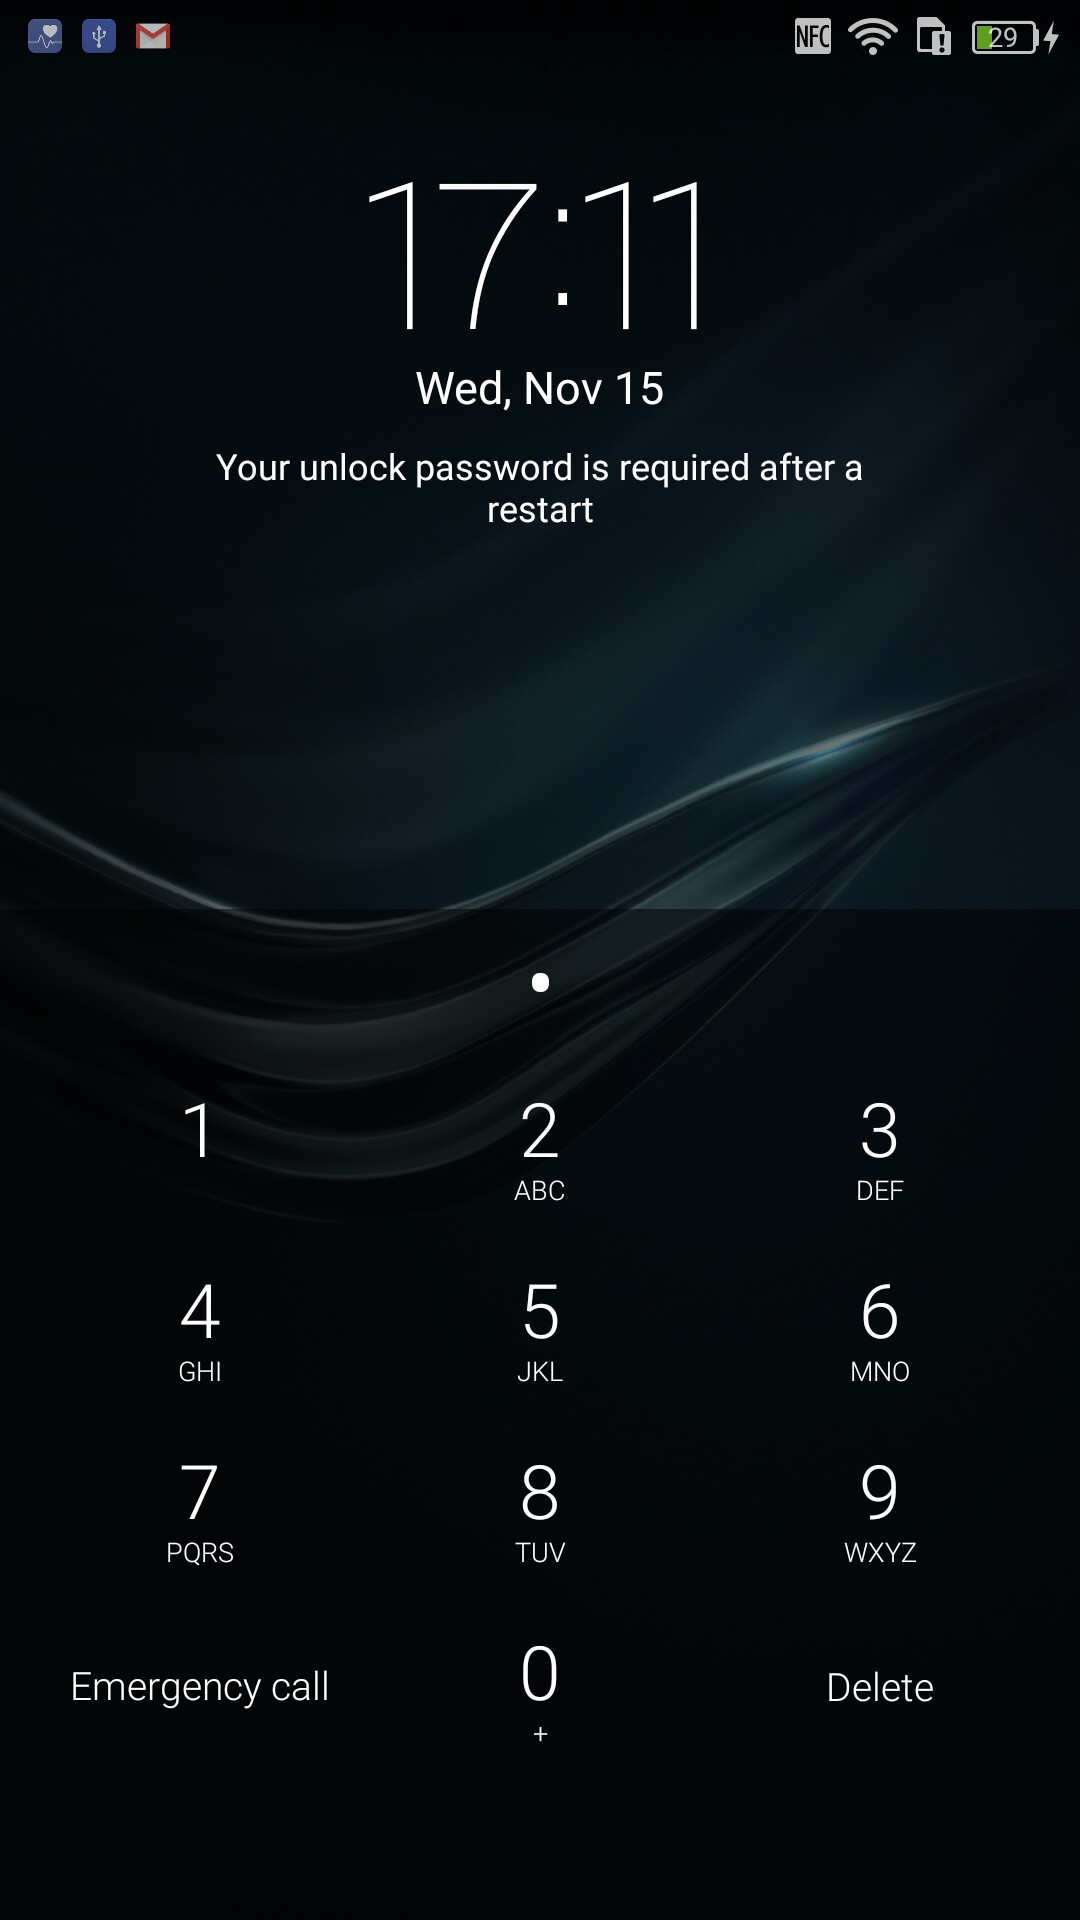 NFC
29
17:11
Wed, Nov 15
Your unlock password is required after a
restart
1
2
3
ABC
DEF
4
5
6
GHI
JKL
MNO
7
8
9
PQRS
TUV
WXYZ
Emergency call
0
Delete
+